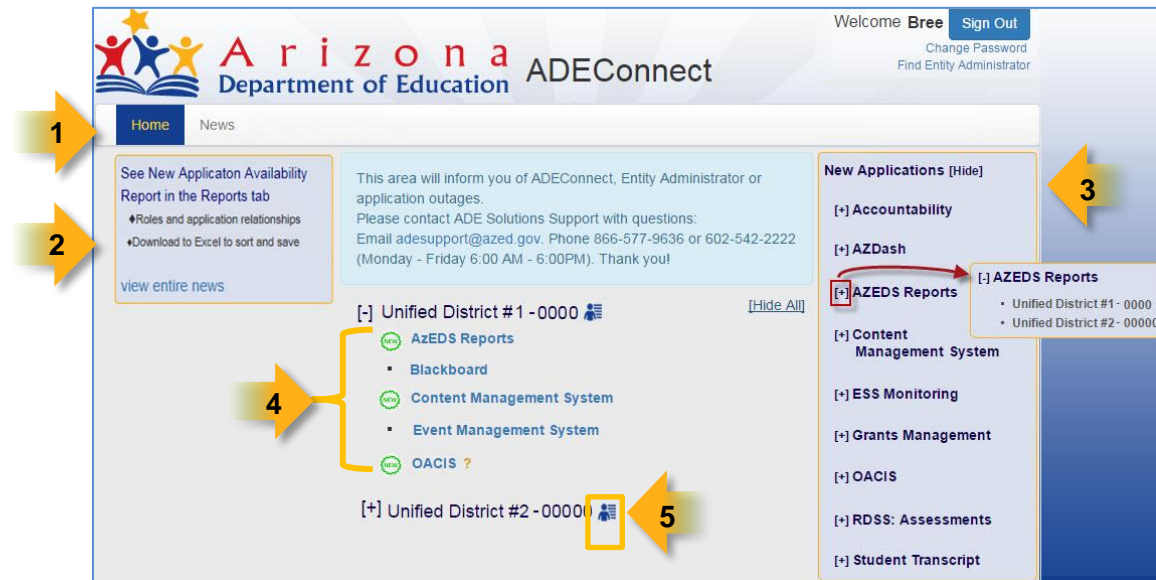 Welcome Bree Sign Out
Change Password
Find Entity Administrator
Arizona
Department of Education
ADEConnect
1
Home News
2
See New Applicaton Availability
Report in the Reports tab
♦Roles and application relationships
♦Download to Excel to sort and save
view entire news
This area will inform you of ADEConnect, Entity Administrator or
application outages.
Please contact ADE Solutions Support with questions:
Email adesupport@azed.gov. Phone 866-577-9636 or 602-542-2222
(Monday - Friday 6:00 AM - 6:00PM). Thank you!
[-] Unified District #1 - 0000 [Hide All]
4
NEW AzEDS Reports
▪ Blackboard
NEW Content Management System
▪ Event Management System
NEW OACIS ?
[+] Unified District #2 - 00000
5
3
New Applications [Hide]
[+] Accountability
[+] AZDash
[+] AZEDS Reports
[-] AZEDS Reports
▪ Unified District #1 - 0000
▪ Unified District #2 - 00000
[+] Content
Management System
[+] ESS Monitoring
[+] Grants Management
[+] OACIS
[+] RDSS: Assessments
[+] Student Transcript